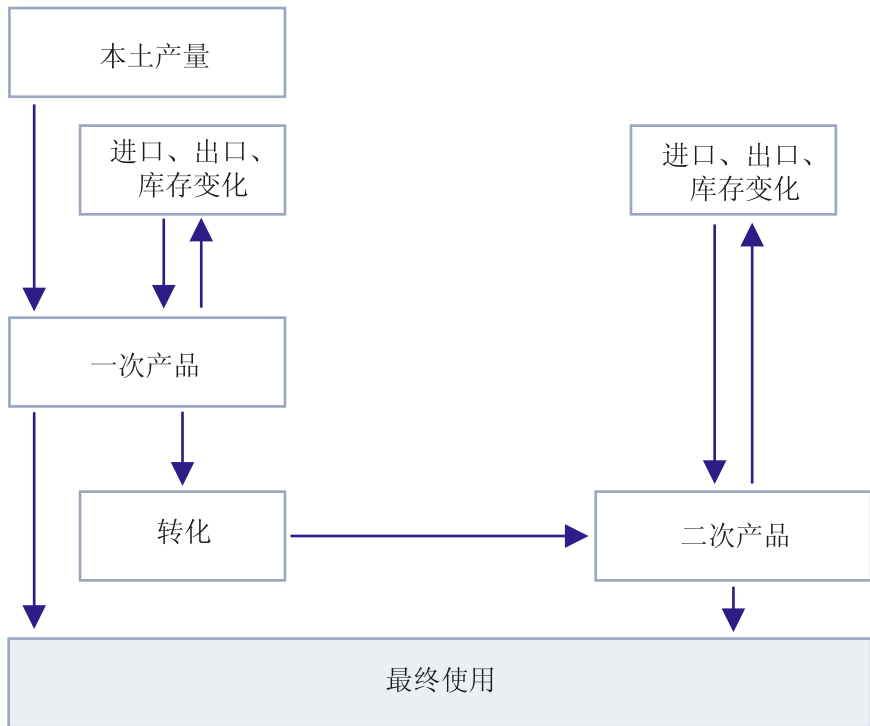 本土产量
进口、出口、
库存变化
进口、出口、
库存变化
一次产品
转化
二次产品
最终使用